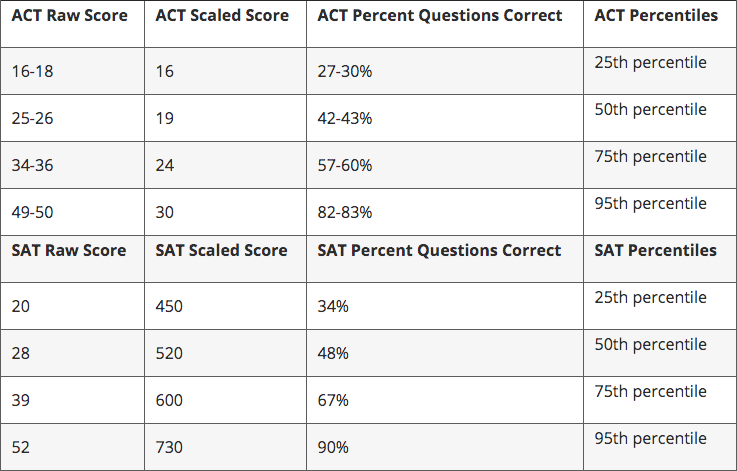 ACT Raw Score ACT Scaled Score ACT Percent Questions Correct ACT Percentiles
16-18 16 27-30% 25th percentile
25-26 19 42-43% 50th percentile
34-36 24 57-60% 75th percentile
49-50 30 82-83% 95th percentile
SAT Raw Score SAT Scaled Score SAT Percent Questions Correct SAT Percentiles
20 450 34% 25th percentile
28 520 48% 50th percentile
39 600 67% 75th percentile
52 730 90% 95th percentile